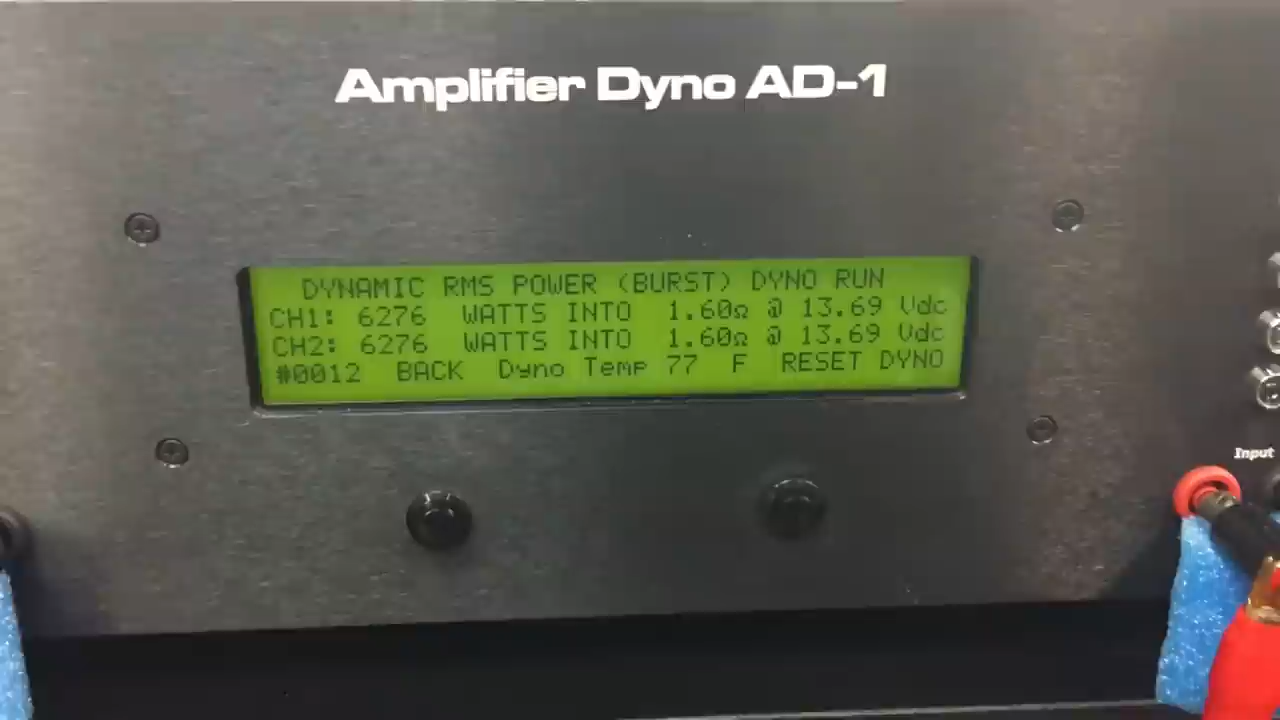 Amplifier Dyno AD-1
DYNAMIC RMS POWER (BURST) DYNO RUN
CH1: 6276 WATTS INTO 1.60Ω @ 13.69 Vdc
CH2: 6276 WATTS INTO 1.60Ω @ 13.69 Vdc
#0012 BACK Dyno Temp 77 F RESET DYNO
Input